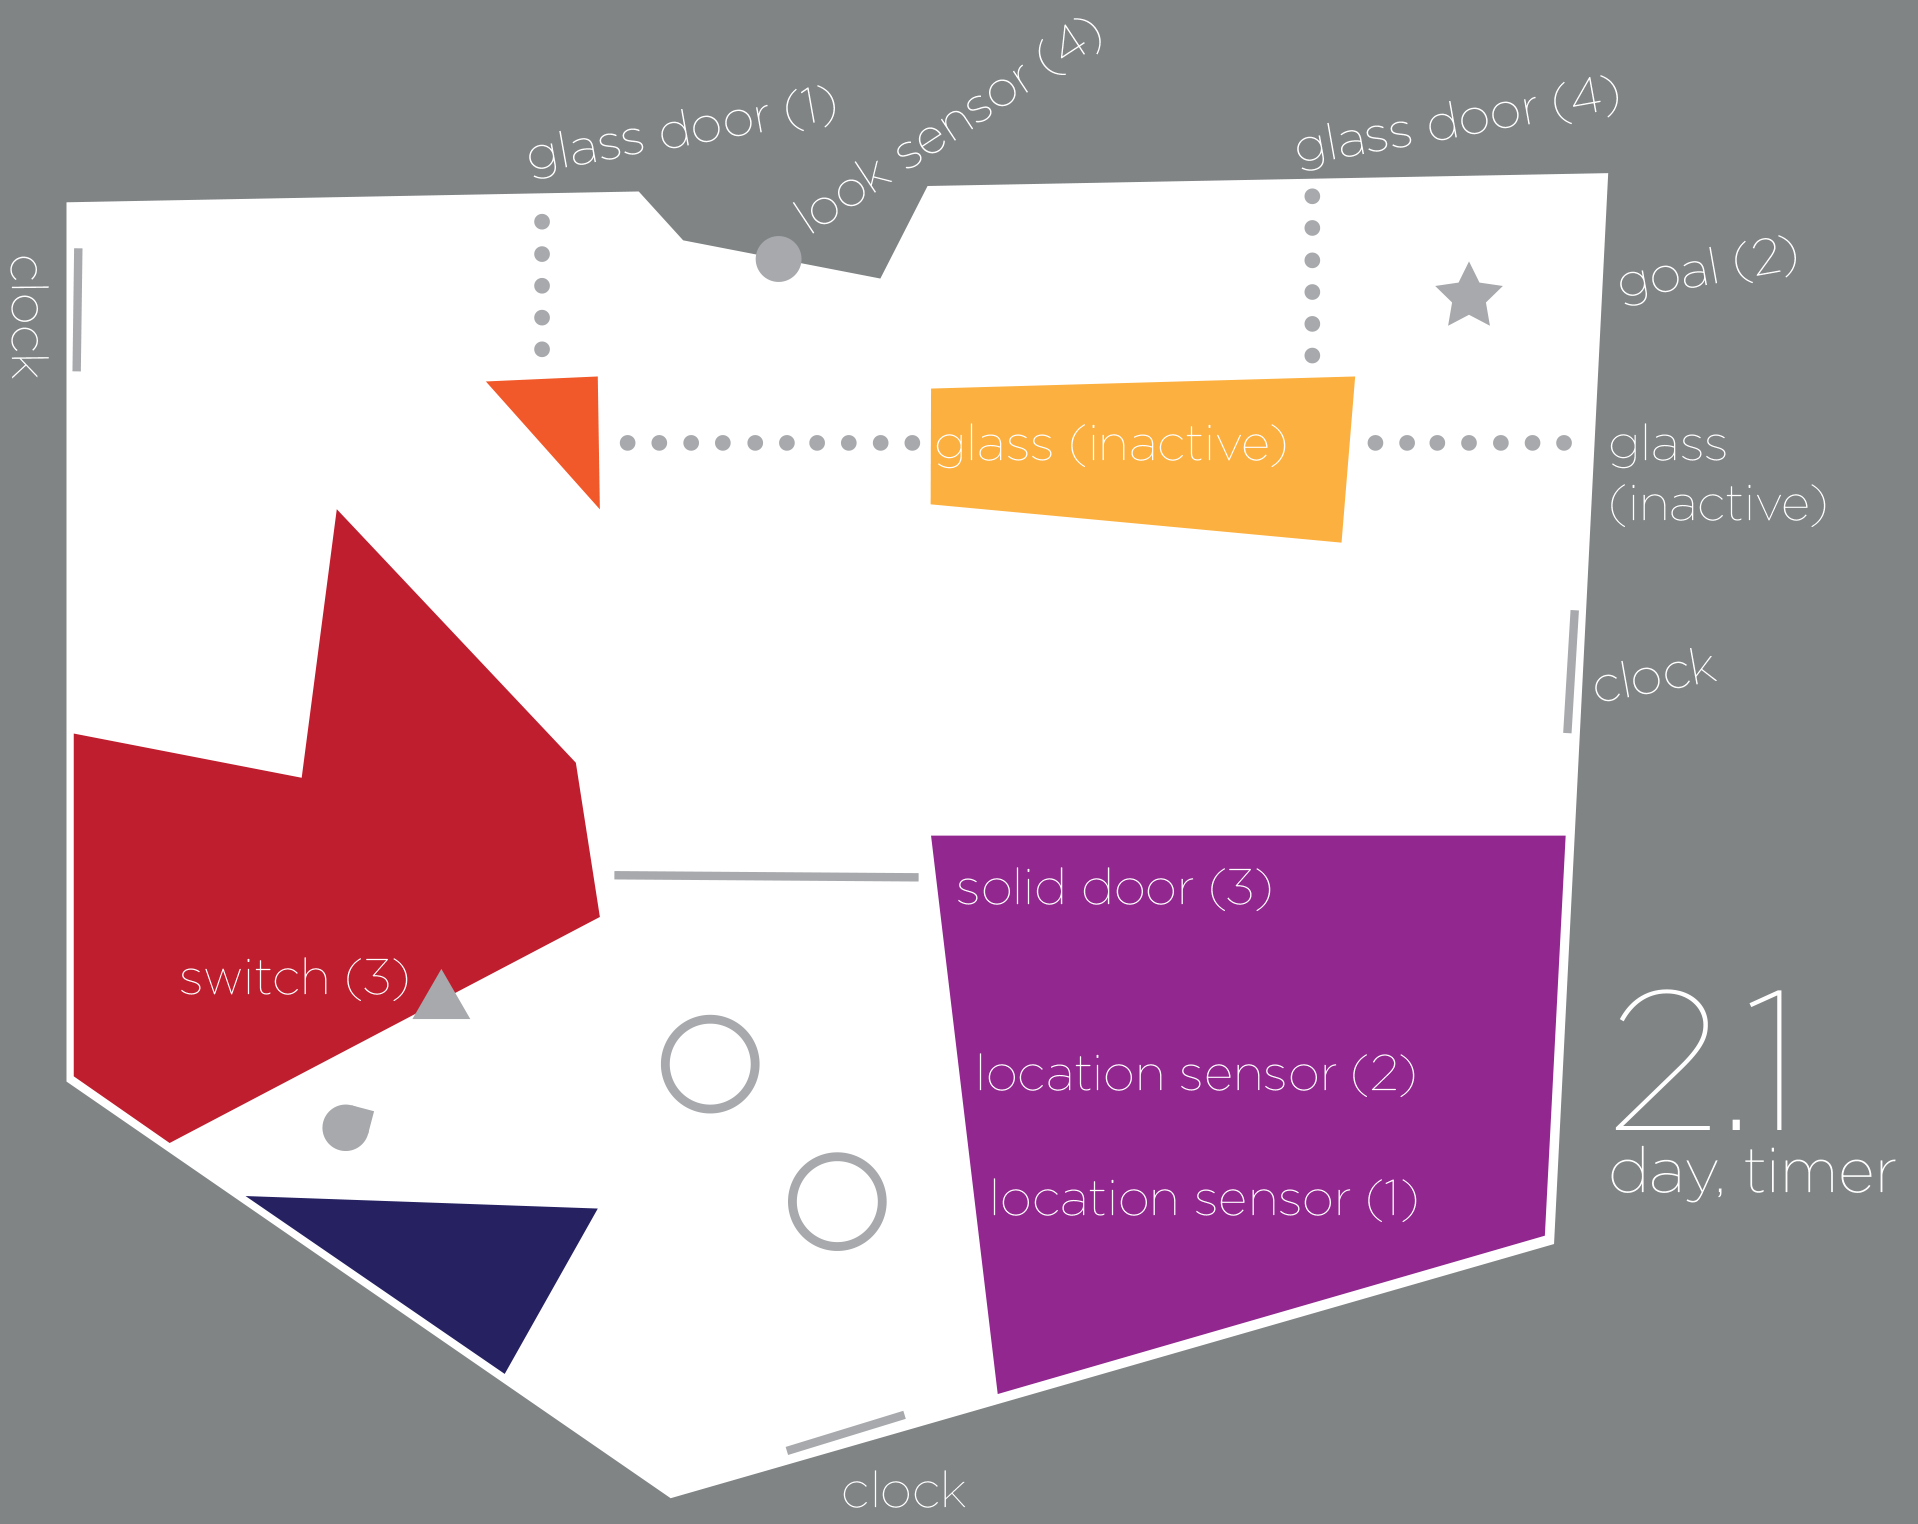 look sensor (4)
glass door (1)
glass door (4)
goal (2)
clock
glass (inactive)
glass
(inactive)
clock
solid door (3)
switch (3)
location sensor (2)
location sensor (1)
2.1
day, timer
clock